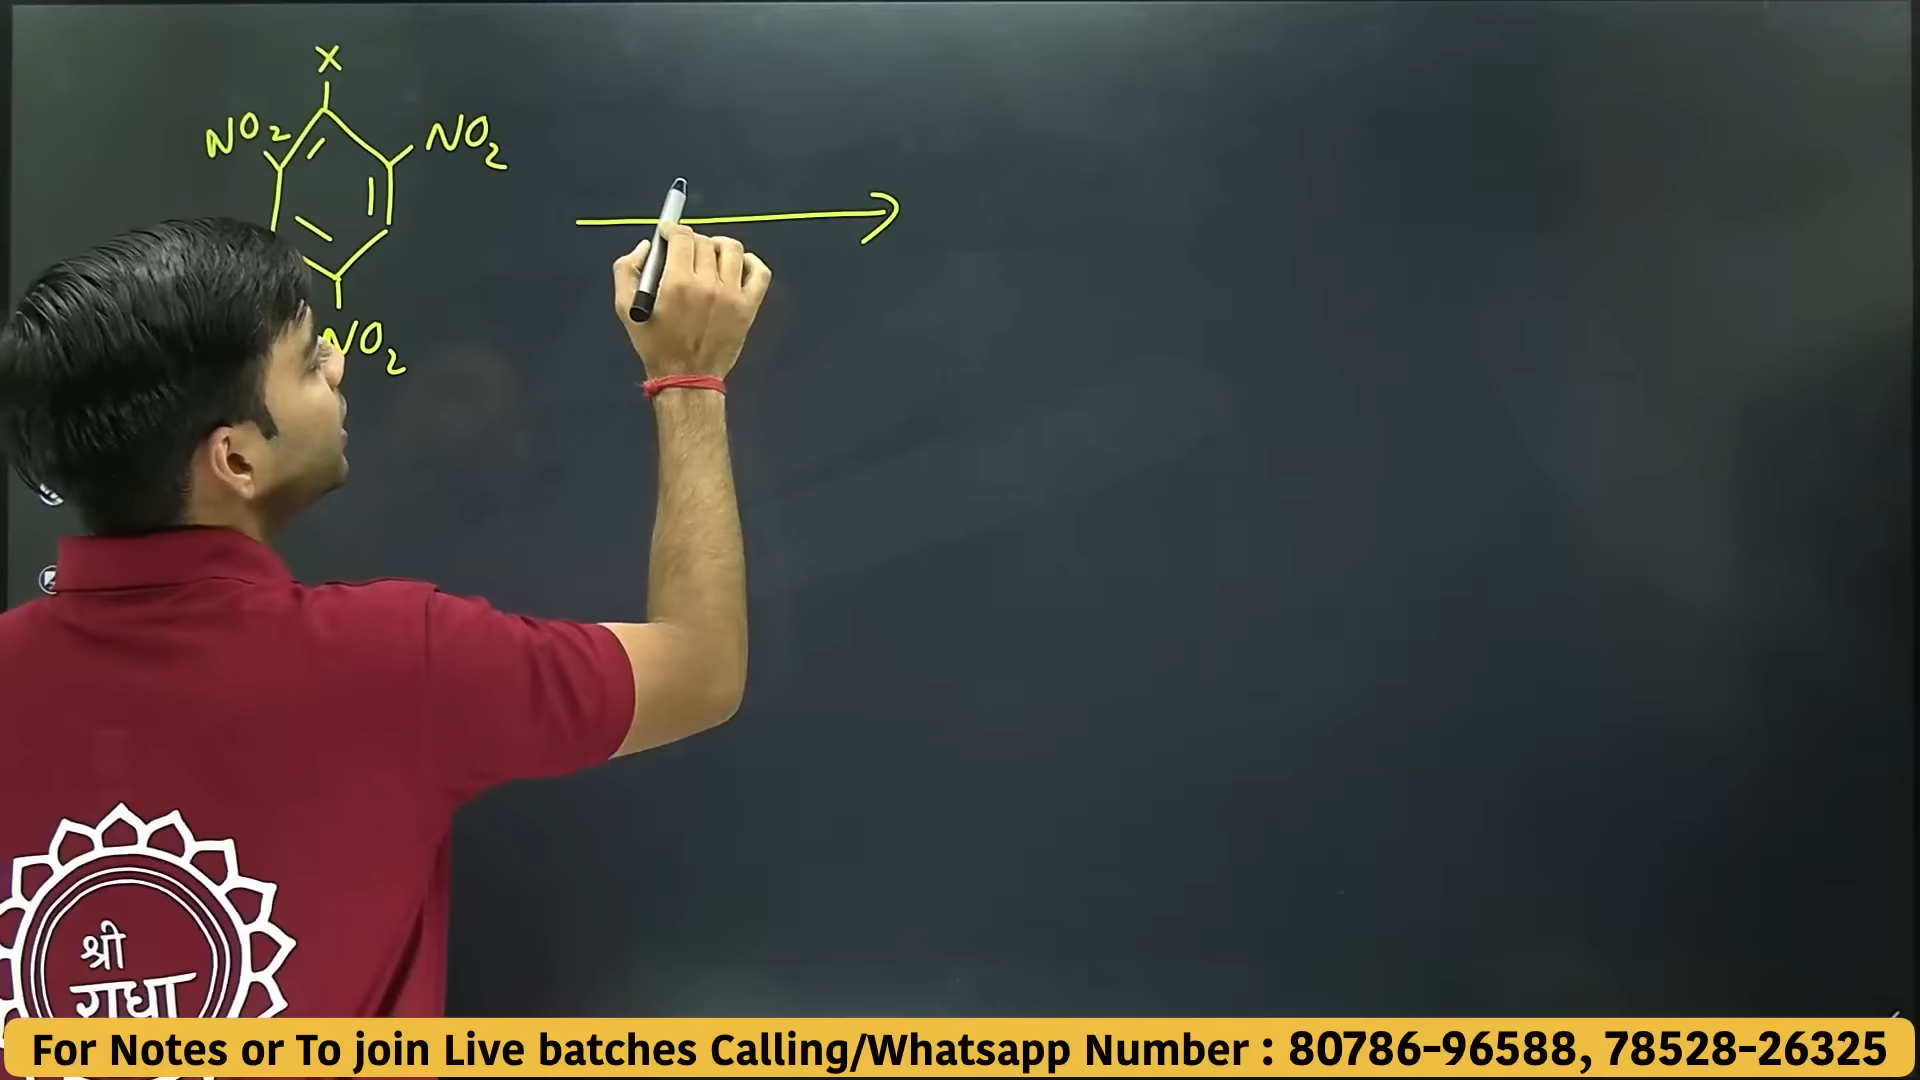 X
NO2
NO2
NO2
श्री
राधा
For Notes or To join Live batches Calling/Whatsapp Number : 80786-96588, 78528-26325